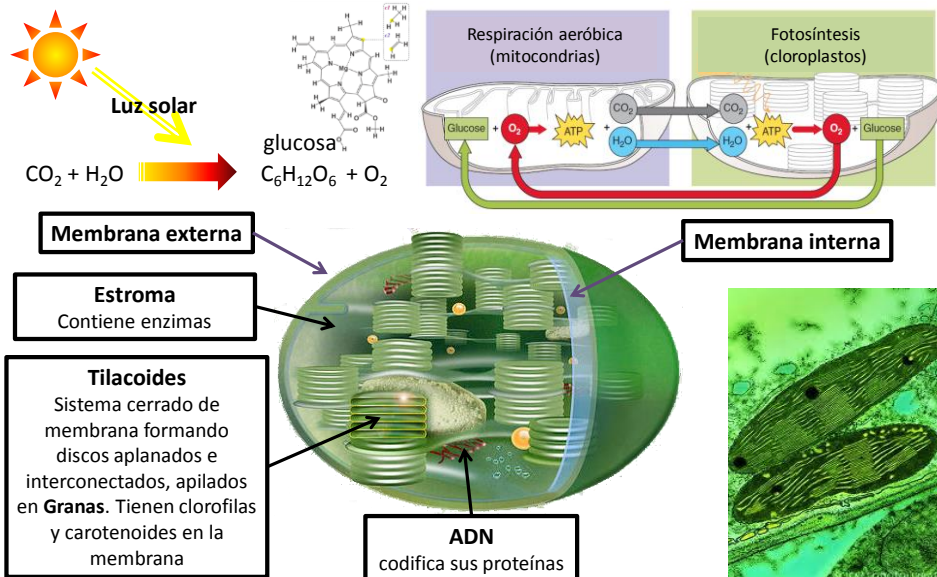 Luz solar
CO2 + H2O
glucosa
C6H12O6 + O2
Respiración aeróbica
(mitocondrias)
Fotosíntesis
(cloroplastos)
Glucose + O2 ATP + CO2 H2O
CO2 H2O + ATP O2 + Glucose
Membrana externa
Membrana interna
Estroma
Contiene enzimas
Tilacoides
Sistema cerrado de
membrana formando
discos aplanados e
interconectados, apilados
en Granas. Tienen clorofilas
y carotenoides en la
membrana
ADN
codifica sus proteínas